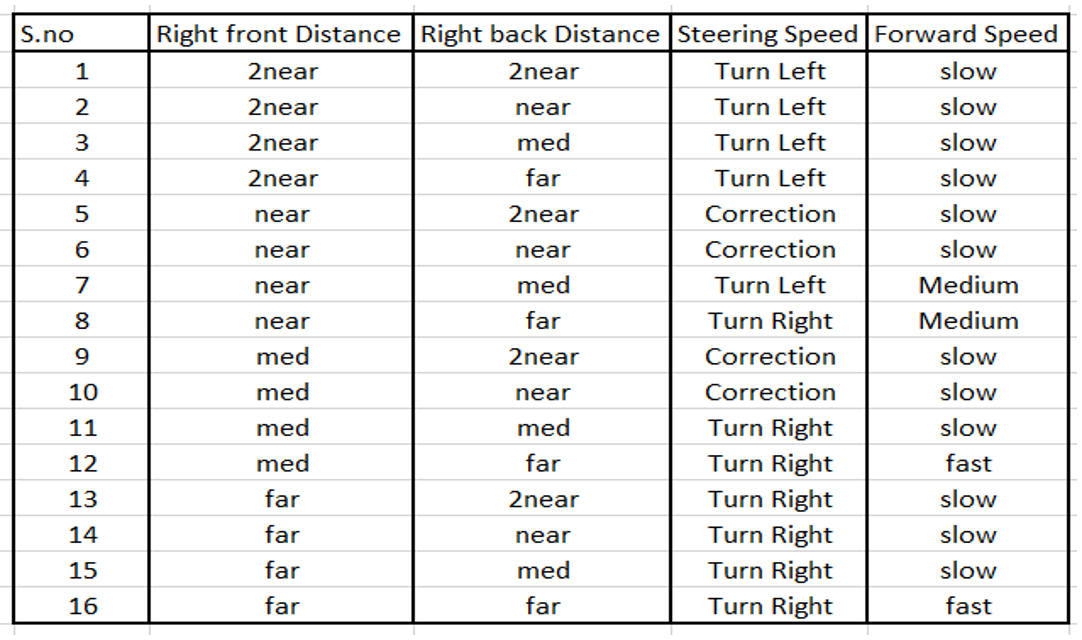 S.no Right front Distance Right back Distance Steering Speed Forward Speed
1 2near 2near Turn Left slow
2 2near near Turn Left slow
3 2near med Turn Left slow
4 2near far Turn Left slow
5 near 2near Correction slow
6 near near Correction slow
7 near med Turn Left Medium
8 near far Turn Right Medium
9 med 2near Correction slow
10 med near Correction slow
11 med med Turn Right slow
12 med far Turn Right fast
13 far 2near Turn Right slow
14 far near Turn Right slow
15 far med Turn Right slow
16 far far Turn Right fast